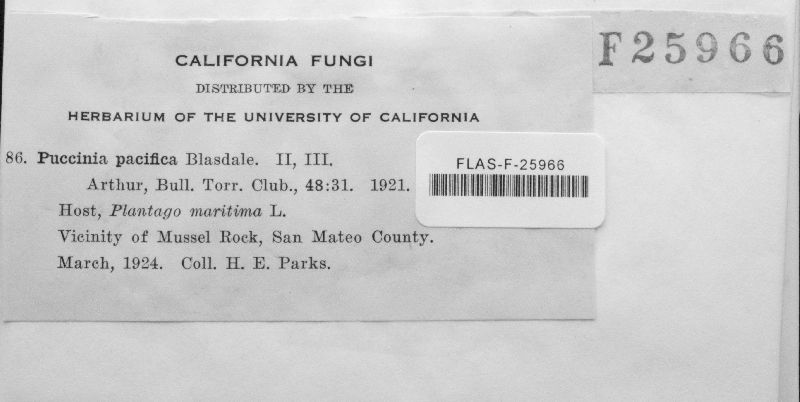 F25966
CALIFORNIA FUNGI
DISTRIBUTED BY THE
HERBARIUM OF THE UNIVERSITY OF CALIFORNIA
86. Puccinia pacifica Blasdale. II, III.
Arthur, Bull. Torr. Club., 48:31. 1921.
Host, Plantago maritima L.
Vicinity of Mussel Rock, San Mateo County.
March, 1924. Coll. H. E. Parks.
FLAS-F-25966